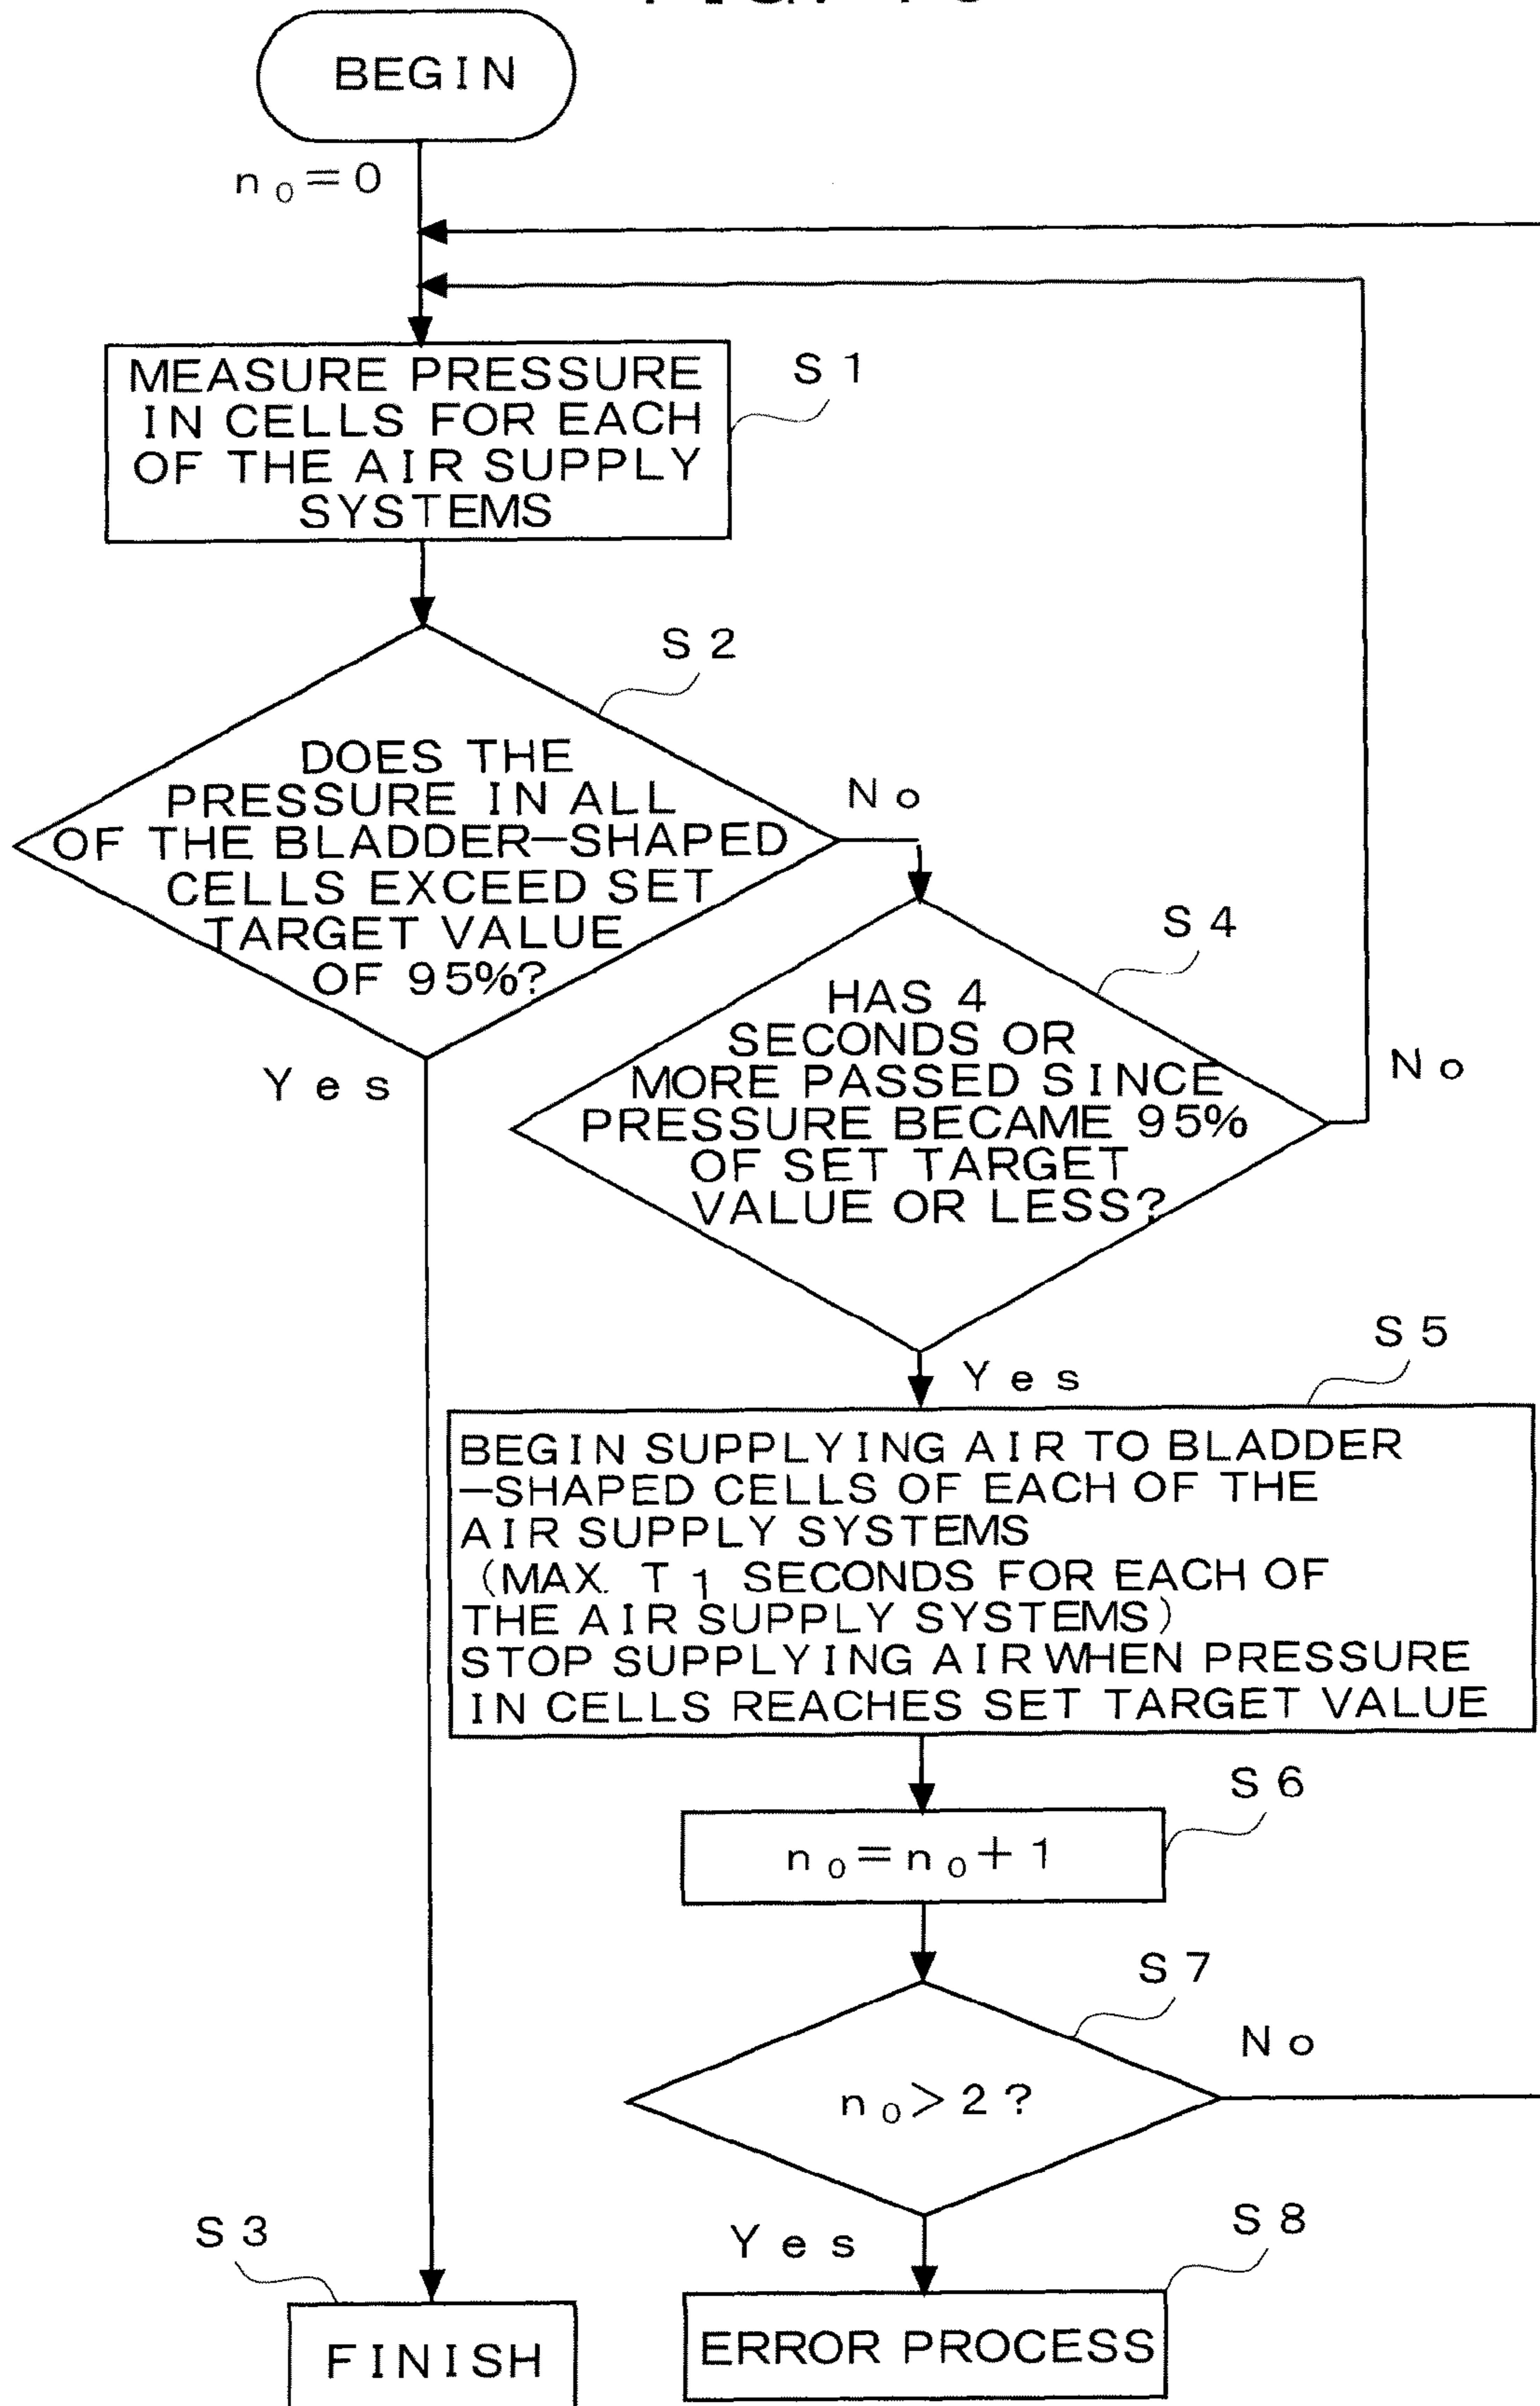 BEGIN
n₀=0
MEASURE PRESSURE
IN CELLS FOR EACH
OF THE AIR SUPPLY
SYSTEMS
S1
S2
DOES THE
PRESSURE IN ALL
OF THE BLADDER—SHAPED
CELLS EXCEED SET
TARGET VALUE
OF 95%?
No
Yes
S4
HAS 4
SECONDS OR
MORE PASSED SINCE
PRESSURE BECAME 95%
OF SET TARGET
VALUE OR LESS?
No
Yes
S5
BEGIN SUPPLYING AIR TO BLADDER
—SHAPED CELLS OF EACH OF THE
AIR SUPPLY SYSTEMS
(MAX. T1 SECONDS FOR EACH OF
THE AIR SUPPLY SYSTEMS)
STOP SUPPLYING AIR WHEN PRESSURE
IN CELLS REACHES SET TARGET VALUE
S6
n₀=n₀+1
S7
n₀>2?
No
Yes
S3
FINISH
S8
ERROR PROCESS